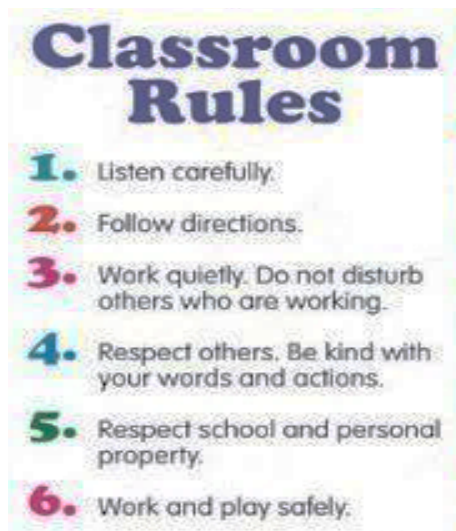 Classroom
Rules
1. Listen carefully.
2. Follow directions.
3. Work quietly. Do not disturb
others who are working.
4. Respect others. Be kind with
your words and actions.
5. Respect school and personal
property.
6. Work and play safely.